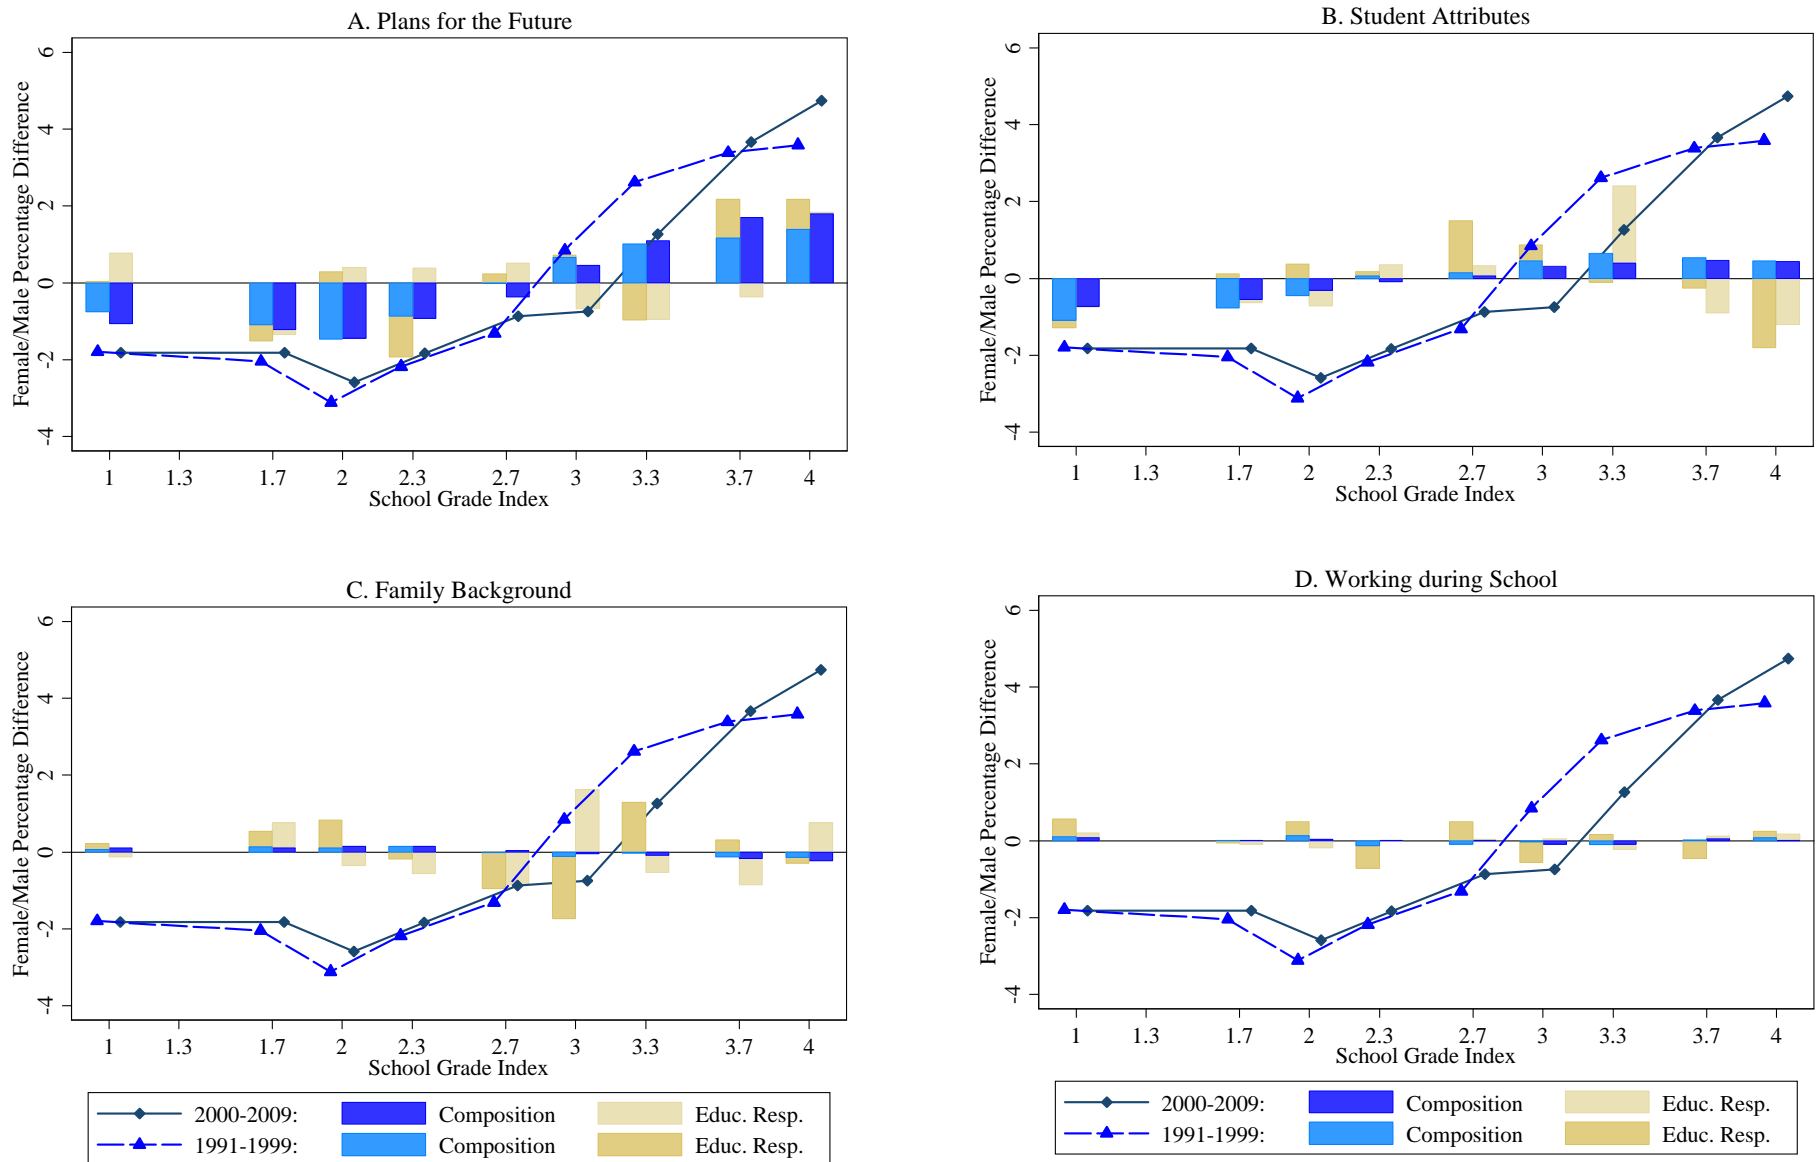 A. Plans for the Future
Female/Male Percentage Difference
6
4
2
0
-2
-4
1 1.3 1.7 2 2.3 2.7 3 3.3 3.7 4
School Grade Index
B. Student Attributes
Female/Male Percentage Difference
6
4
2
0
-2
-4
1 1.3 1.7 2 2.3 2.7 3 3.3 3.7 4
School Grade Index
C. Family Background
Female/Male Percentage Difference
6
4
2
0
-2
-4
1 1.3 1.7 2 2.3 2.7 3 3.3 3.7 4
School Grade Index
2000-2009: Composition Educ. Resp.
1991-1999: Composition Educ. Resp.
D. Working during School
Female/Male Percentage Difference
6
4
2
0
-2
-4
1 1.3 1.7 2 2.3 2.7 3 3.3 3.7 4
School Grade Index
2000-2009: Composition Educ. Resp.
1991-1999: Composition Educ. Resp.